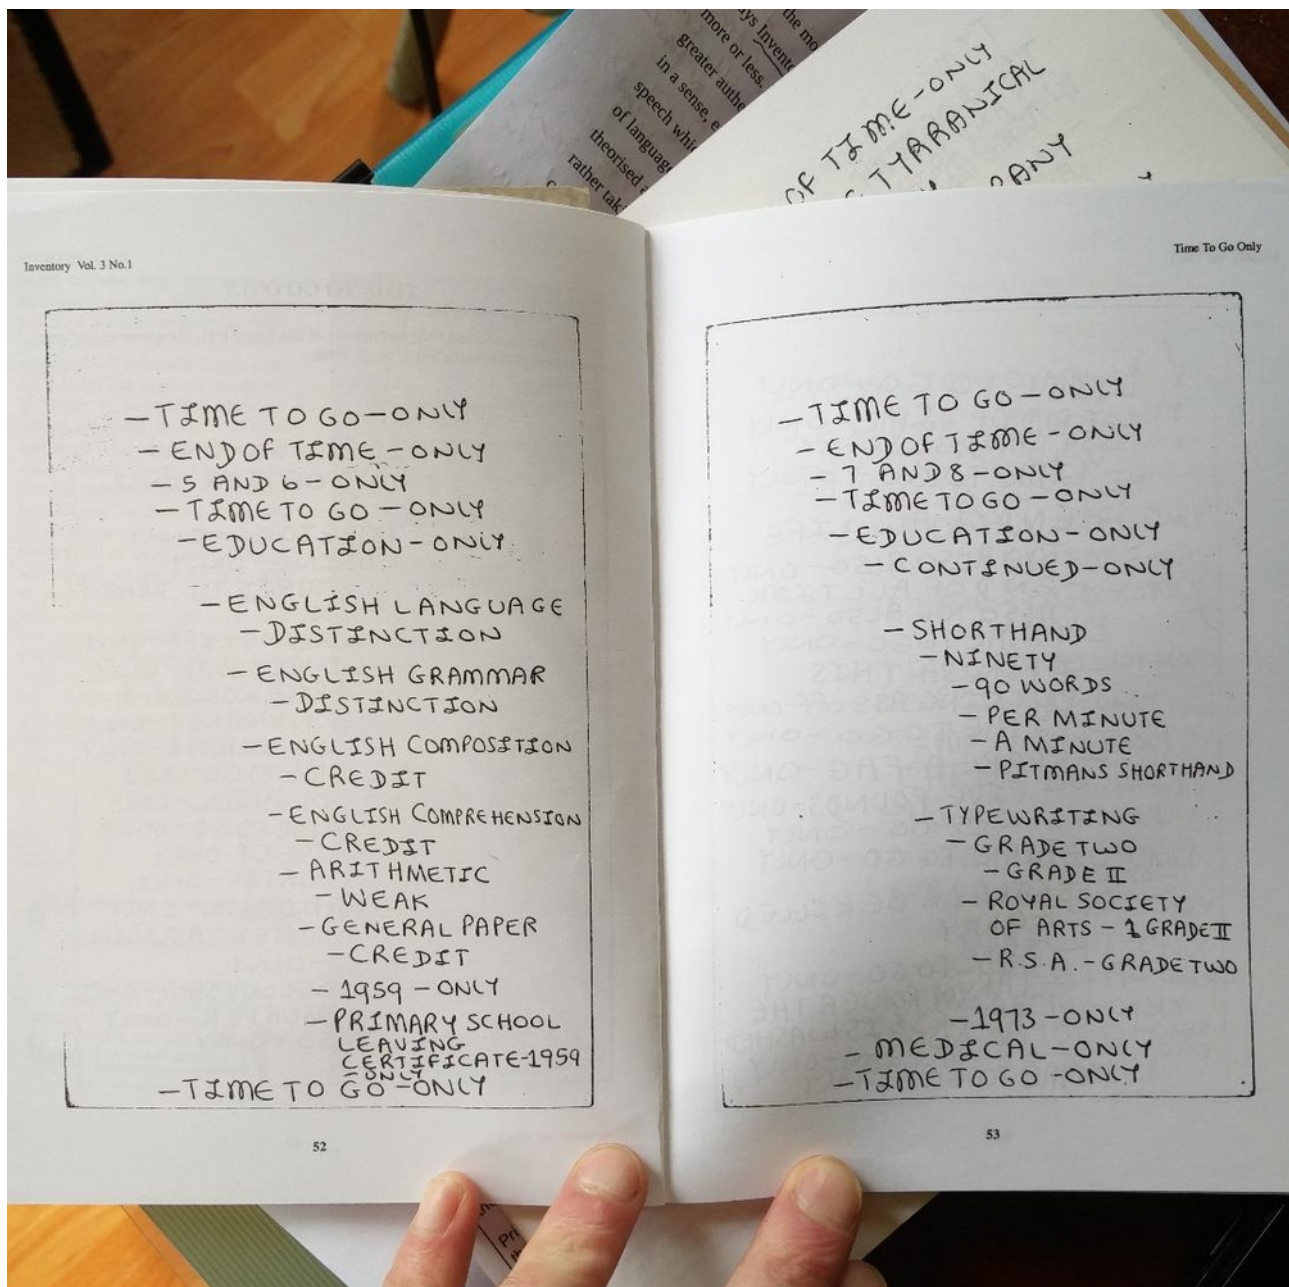 the mo
ys Invento
more or less.
greater authe
in a sense, e
speech whic
of language
theorised a
rather tak
OF TIME-ONLY
TYRRANICAL
Inventory Vol. 3 No.1
-TIME TO GO-ONLY
-END OF TIME-ONLY
-5 AND 6-ONLY
-TIME TO GO-ONLY
-EDUCATION-ONLY
-ENGLISH LANGUAGE
-DISTINCTION
-ENGLISH GRAMMAR
-DISTINCTION
-ENGLISH COMPOSITION
-CREDIT
-ENGLISH COMPREHENSION
-CREDIT
-ARITHMETIC
-WEAK
-GENERAL PAPER
-CREDIT
-1959-ONLY
-PRIMARY SCHOOL
LEAVING
CERTIFICATE-1959
-ONLY
-TIME TO GO-ONLY
52
Time To Go Only
-TIME TO GO-ONLY
-END OF TIME-ONLY
-7 AND 8-ONLY
-TIME TO GO-ONLY
-EDUCATION-ONLY
-CONTINUED-ONLY
-SHORTHAND
-NINETY
-90 WORDS
-PER MINUTE
-A MINUTE
-PITMANS SHORTHAND
-TYPEWRITING
-GRADE TWO
-GRADE II
-ROYAL SOCIETY
OF ARTS-1 GRADE II
-R.S.A.-GRADE TWO
-1973-ONLY
-MEDICAL-ONLY
-TIME TO GO-ONLY
53